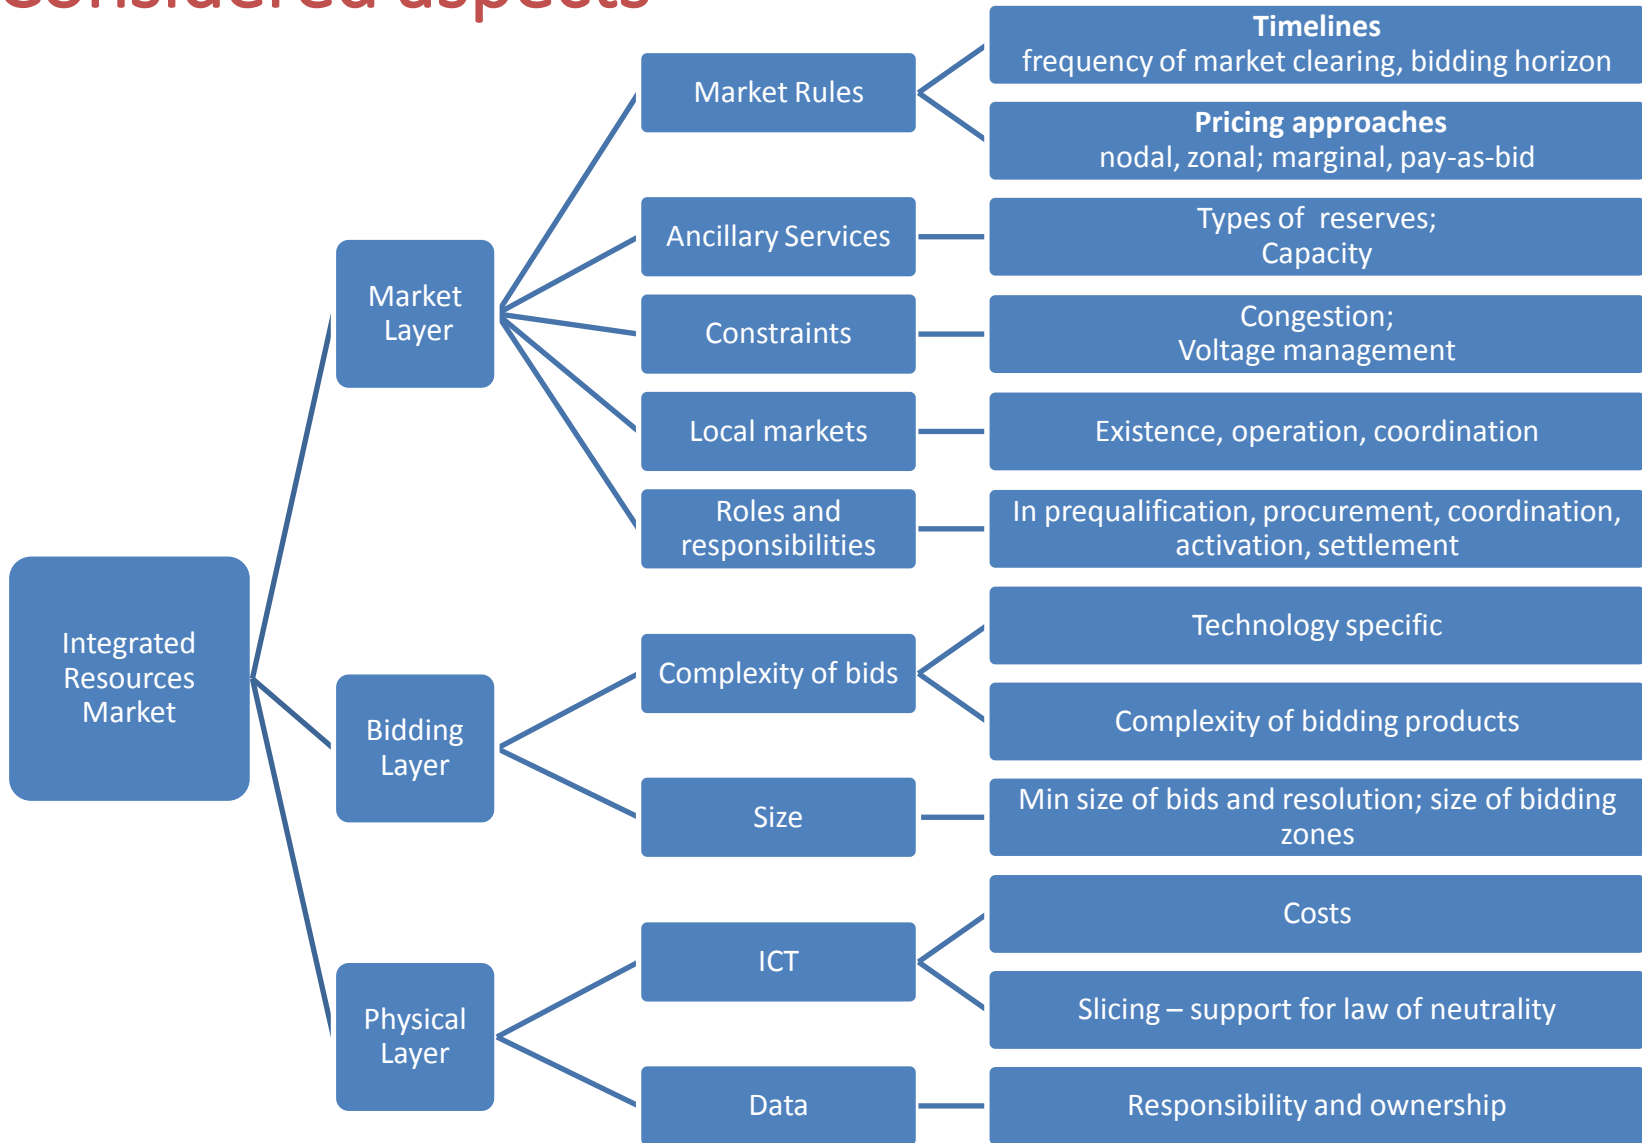 Considered aspects
Timelines
frequency of market clearing, bidding horizon
Market Rules
Pricing approaches
nodal, zonal; marginal, pay-as-bid
Ancillary Services
Types of  reserves;
Capacity
Market
Layer
Constraints
Congestion;
Voltage management
Local markets
Existence, operation, coordination
Roles and
responsibilities
In prequalification, procurement, coordination,
activation, settlement
Integrated
Resources
Market
Bidding
Layer
Complexity of bids
Technology specific
Complexity of bidding products
Size
Min size of bids and resolution; size of bidding
zones
Physical
Layer
ICT
Costs
Slicing – support for law of neutrality
Data
Responsibility and ownership